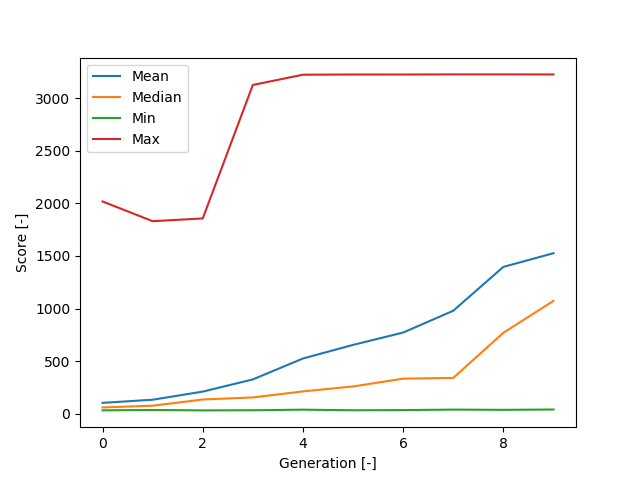 Mean
Median
Min
Max
3000
2500
2000
1500
1000
500
0
Score [-]
0 2 4 6 8
Generation [-]